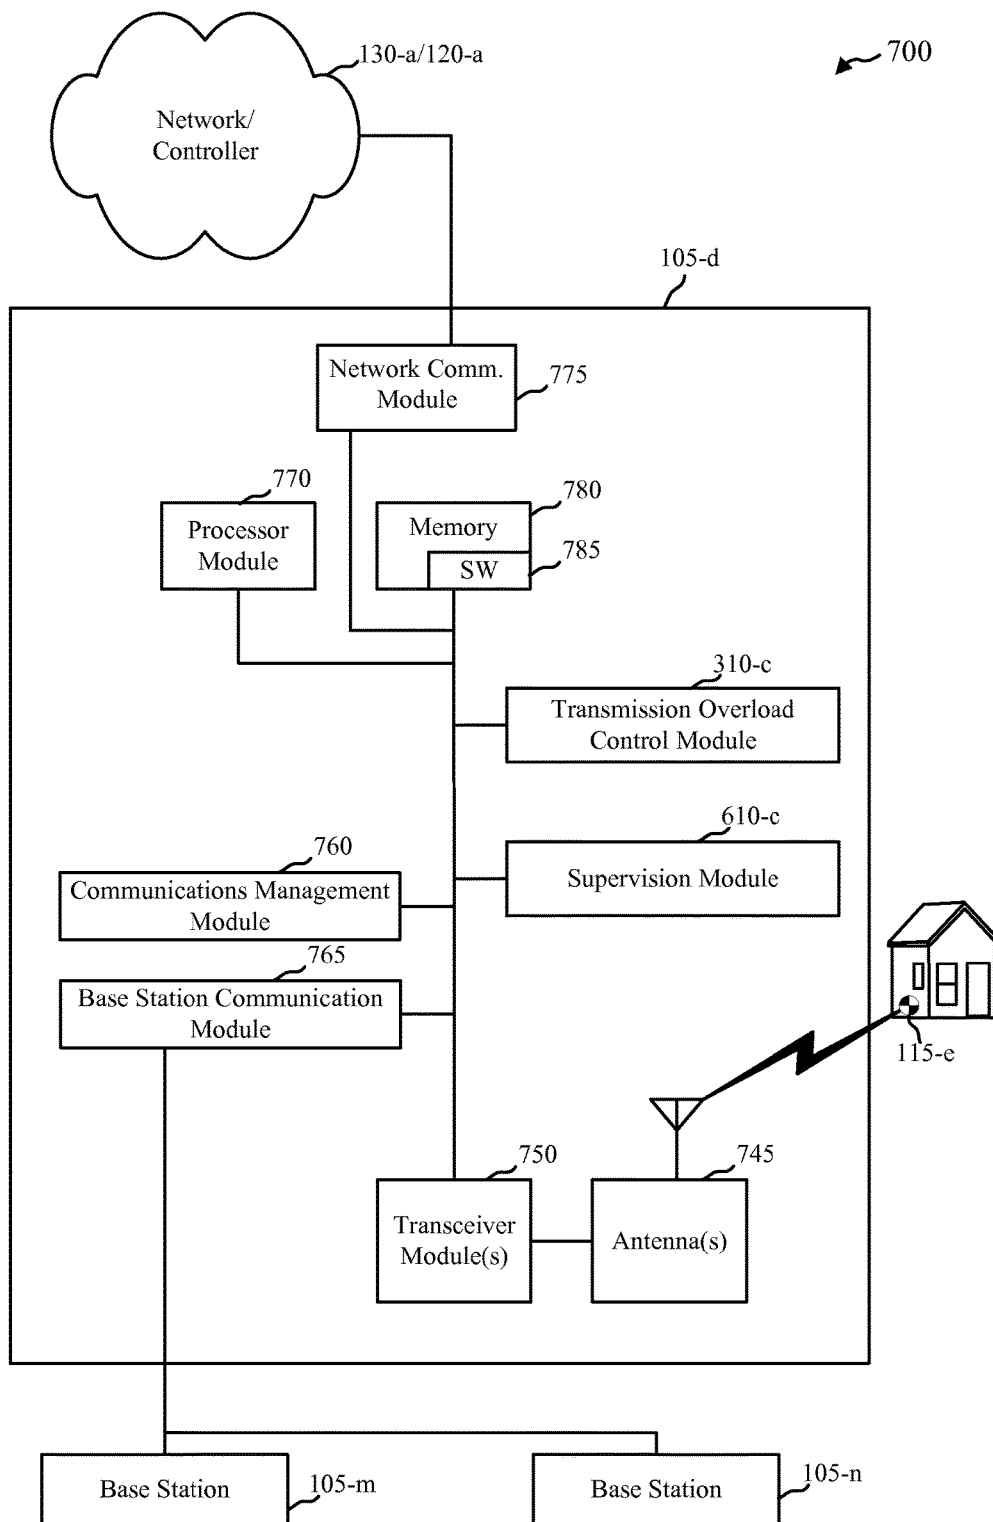 130-a/120-a
700
Network/
Controller
105-d
Network Comm.
Module
775
770
780
Processor
Module
Memory
785
SW
310-c
Transmission Overload
Control Module
610-c
Supervision Module
760
Communications Management
Module
765
Base Station Communication
Module
115-e
750
745
Transceiver
Module(s)
Antenna(s)
Base Station
105-m
Base Station
105-n